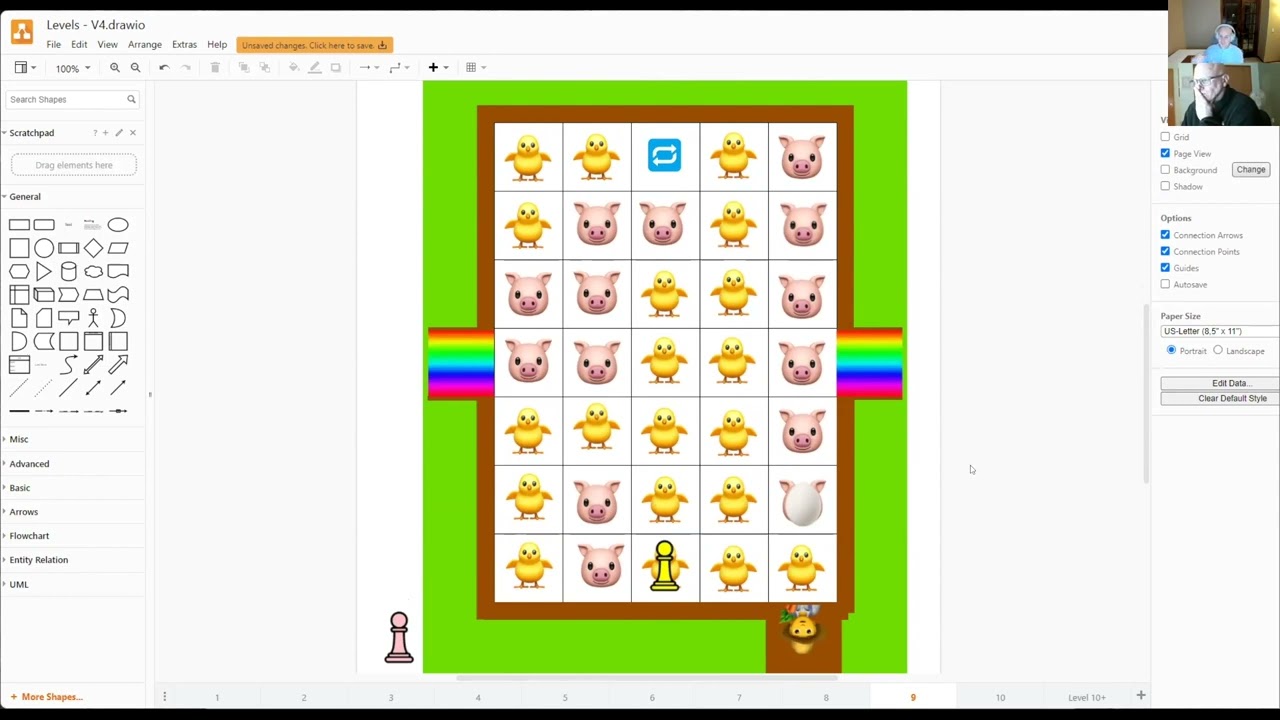 Levels - V4.drawio
File Edit View Arrange Extras Help Unsaved changes. Click here to save.
100%
Search Shapes
Scratchpad ? + ✕
Drag elements here
General
Misc
Advanced
Basic
Arrows
Flowchart
Entity Relation
UML
+ More Shapes...
1 2 3 4 5 6 7 8 9 10 Level 10+
Grid
Page View
Background Change
Shadow
Options
Connection Arrows
Connection Points
Guides
Autosave
Paper Size
US-Letter (8.5" x 11")
Portrait Landscape
Edit Data...
Clear Default Style